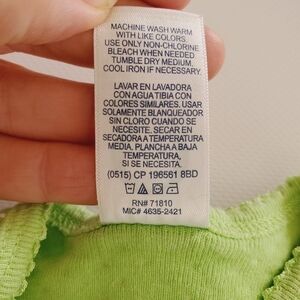 MACHINE WASH WARM
WITH LIKE COLORS.
USE ONLY NON-CHLORINE
BLEACH WHEN NEEDED
TUMBLE DRY MEDIUM.
COOL IRON IF NECESSARY.
LAVAR EN LAVADORA
CON AGUA TIBIA CON
COLORES SIMILARES. USAR
SOLAMENTE BLANQUEADOR
SIN CLORO CUANDO SE
NECESITE, SECAR EN
SECADORA A TEMPERATURA
MEDIA. PLANCHA A BAJA
TEMPERATURA,
SI SE NECESITA.
(0515) CP 196561 8BD
RN# 71810
MIC# 4635-2421